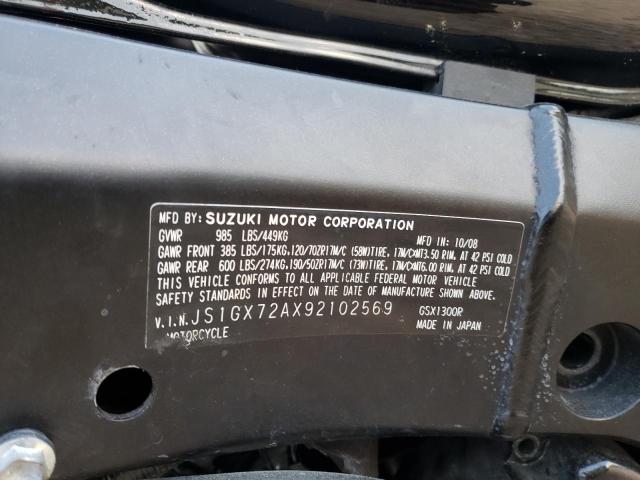 MFD BY: SUZUKI MOTOR CORPORATION
GVWR 985 LBS/449KG MFD IN: 10/08
GAWR FRONT 385 LBS/175KG,120/70ZR17M/C (58W)TIRE, 17M/C×MT3.50 RIM. AT 42 PSI COLD
GAWR REAR 600 LBS/274KG,190/50ZR17M/C (73W)TIRE, 17M/C×MT6.00 RIM. AT 42 PSI COLD
THIS VEHICLE CONFORMS TO ALL APPLICABLE FEDERAL MOTOR VEHICLE
SAFETY STANDARDS IN EFFECT ON THE DATE OF MANUFACTURE SHOWN ABOVE.
V.I.N. JS1GX72AX92102569 GSX1300R
MOTORCYCLE MADE IN JAPAN